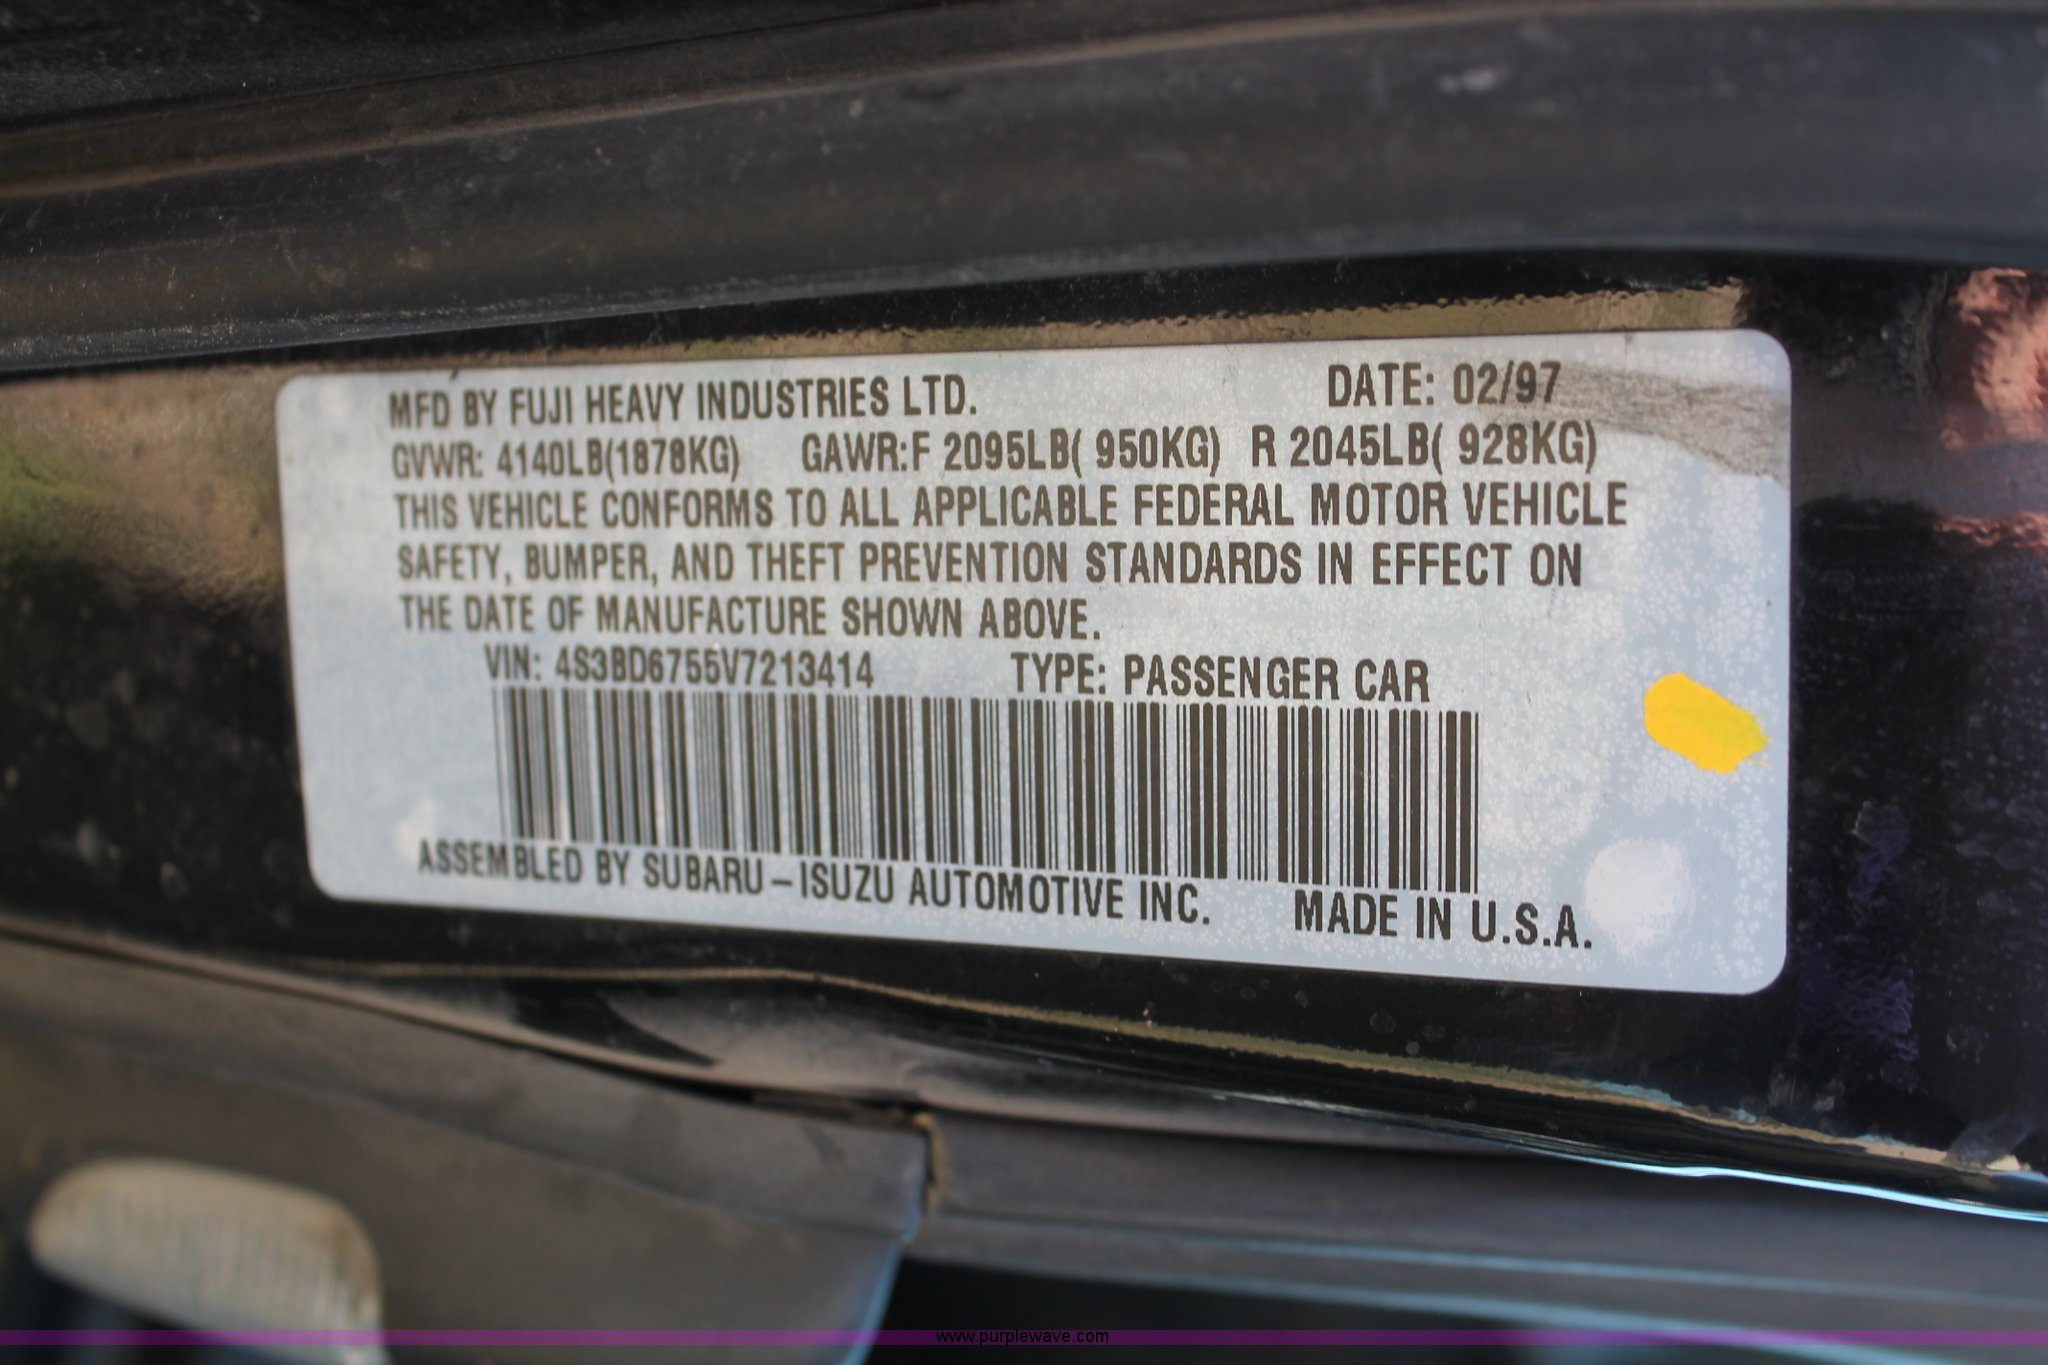 MFD BY FUJI HEAVY INDUSTRIES LTD. DATE: 02/97
GVWR: 4140LB(1878KG) GAWR:F 2095LB( 950KG) R 2045LB( 928KG)
THIS VEHICLE CONFORMS TO ALL APPLICABLE FEDERAL MOTOR VEHICLE
SAFETY, BUMPER, AND THEFT PREVENTION STANDARDS IN EFFECT ON
THE DATE OF MANUFACTURE SHOWN ABOVE.
VIN: 4S3BD6755V7213414 TYPE: PASSENGER CAR
ASSEMBLED BY SUBARU-ISUZU AUTOMOTIVE INC. MADE IN U.S.A.
www.purplewave.com